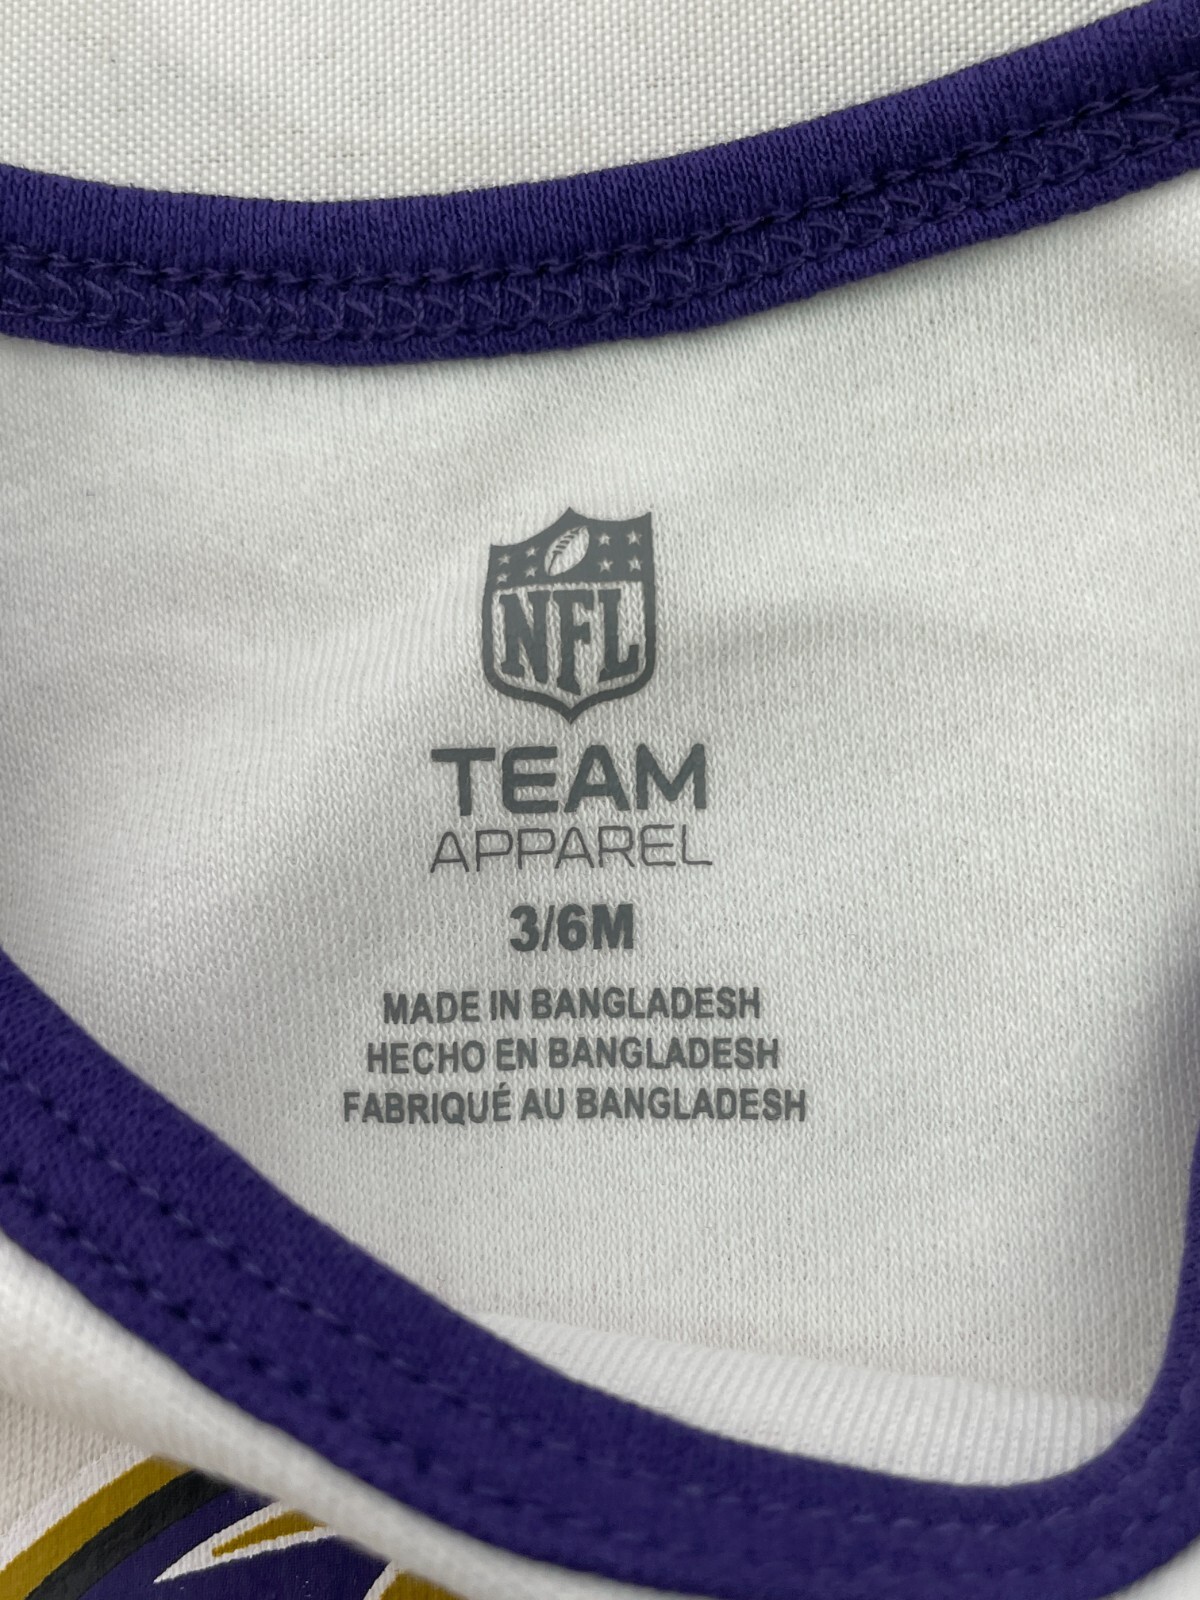 NFL
TEAM
APPAREL
3/6M
MADE IN BANGLADESH
HECHO EN BANGLADESH
FABRIQUÉ AU BANGLADESH